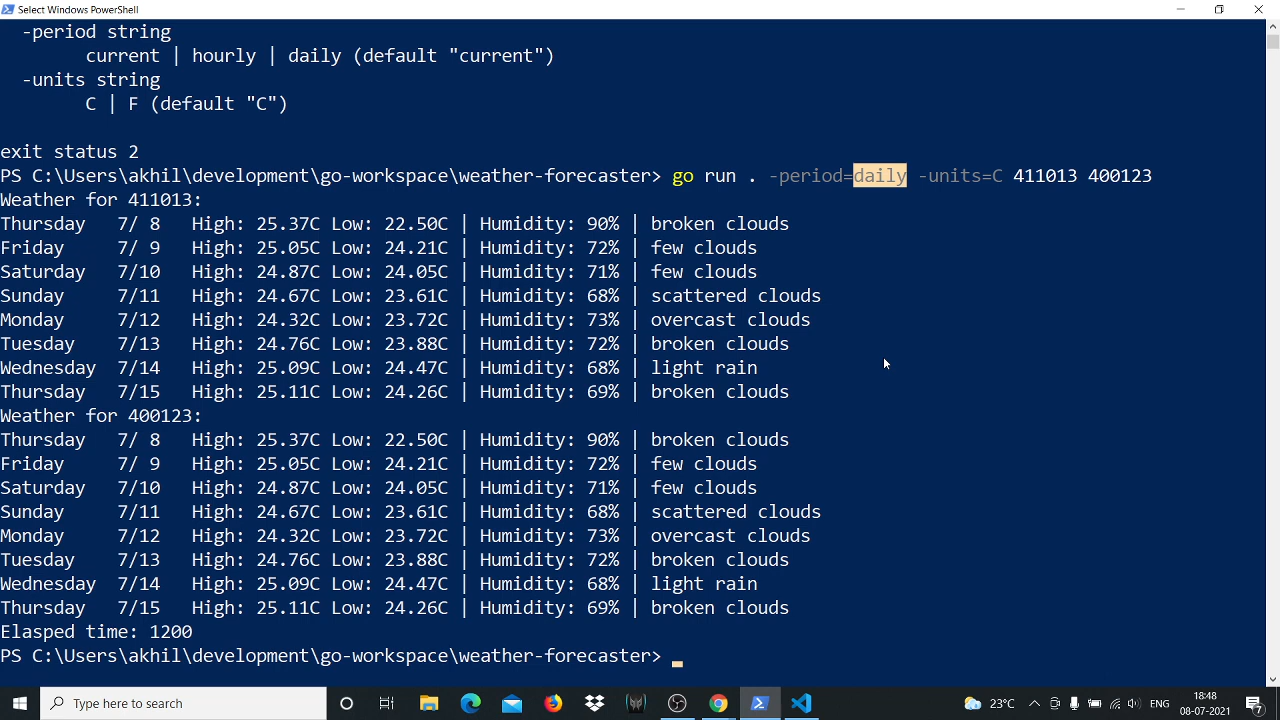 Select Windows PowerShell
-period string
current | hourly | daily (default "current")
-units string
C | F (default "C")
exit status 2
PS C:\Users\akhil\development\go-workspace\weather-forecaster> go run . -period=daily -units=C 411013 400123
Weather for 411013:
Thursday 7/ 8 High: 25.37C Low: 22.50C | Humidity: 90% | broken clouds
Friday 7/ 9 High: 25.05C Low: 24.21C | Humidity: 72% | few clouds
Saturday 7/10 High: 24.87C Low: 24.05C | Humidity: 71% | few clouds
Sunday 7/11 High: 24.67C Low: 23.61C | Humidity: 68% | scattered clouds
Monday 7/12 High: 24.32C Low: 23.72C | Humidity: 73% | overcast clouds
Tuesday 7/13 High: 24.76C Low: 23.88C | Humidity: 72% | broken clouds
Wednesday 7/14 High: 25.09C Low: 24.47C | Humidity: 68% | light rain
Thursday 7/15 High: 25.11C Low: 24.26C | Humidity: 69% | broken clouds
Weather for 400123:
Thursday 7/ 8 High: 25.37C Low: 22.50C | Humidity: 90% | broken clouds
Friday 7/ 9 High: 25.05C Low: 24.21C | Humidity: 72% | few clouds
Saturday 7/10 High: 24.87C Low: 24.05C | Humidity: 71% | few clouds
Sunday 7/11 High: 24.67C Low: 23.61C | Humidity: 68% | scattered clouds
Monday 7/12 High: 24.32C Low: 23.72C | Humidity: 73% | overcast clouds
Tuesday 7/13 High: 24.76C Low: 23.88C | Humidity: 72% | broken clouds
Wednesday 7/14 High: 25.09C Low: 24.47C | Humidity: 68% | light rain
Thursday 7/15 High: 25.11C Low: 24.26C | Humidity: 69% | broken clouds
Elasped time: 1200
PS C:\Users\akhil\development\go-workspace\weather-forecaster>
Type here to search
23°C
ENG
18:48
08-07-2021
7